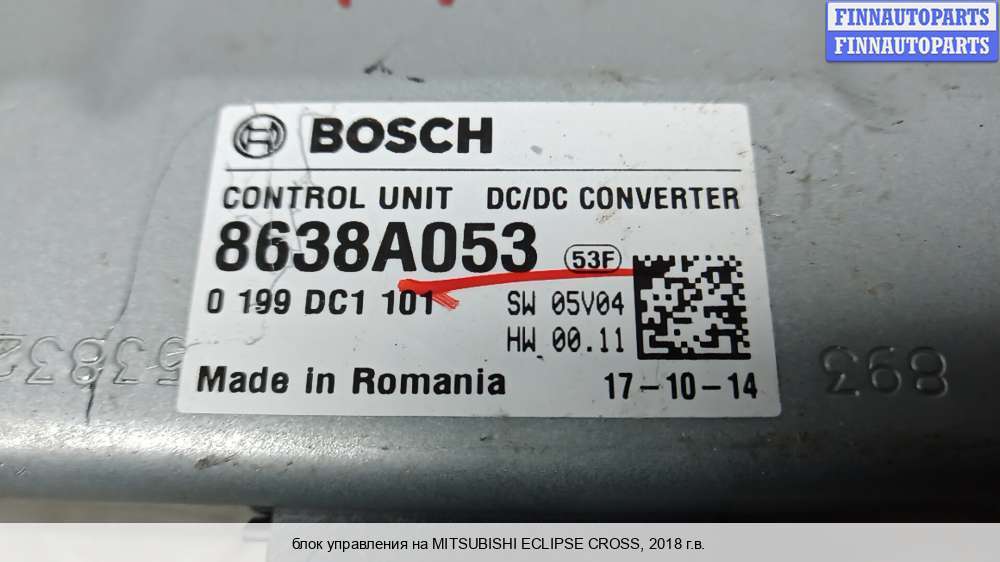 FINNAUTOPARTS
FINNAUTOPARTS
BOSCH
CONTROL UNIT DC/DC CONVERTER
8638A053 53F
0 199 DC1 101 SW 05V04
HW 00.11
Made in Romania 17-10-14
893
блок управления на MITSUBISHI ECLIPSE CROSS, 2018 г.в.